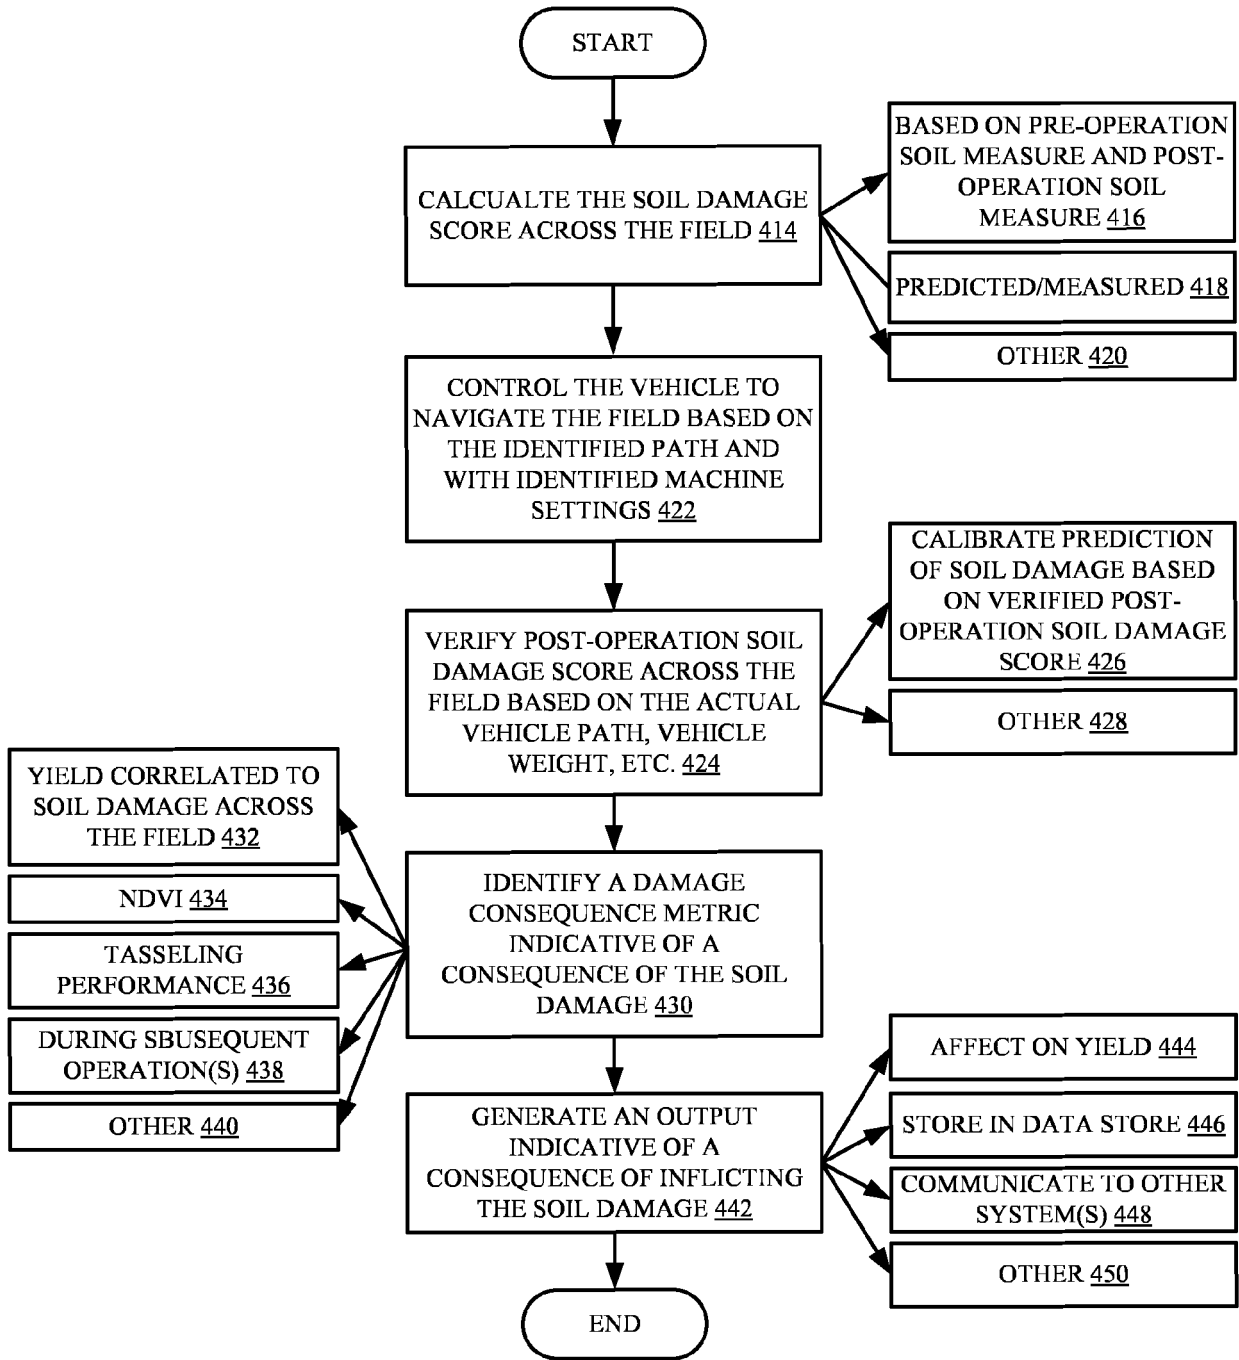 START
CALCUALTE THE SOIL DAMAGE
SCORE ACROSS THE FIELD 414
BASED ON PRE-OPERATION
SOIL MEASURE AND POST-
OPERATION SOIL
MEASURE 416
PREDICTED/MEASURED 418
OTHER 420
CONTROL THE VEHICLE TO
NAVIGATE THE FIELD BASED ON
THE IDENTIFIED PATH AND
WITH IDENTIFIED MACHINE
SETTINGS 422
VERIFY POST-OPERATION SOIL
DAMAGE SCORE ACROSS THE
FIELD BASED ON THE ACTUAL
VEHICLE PATH, VEHICLE
WEIGHT, ETC. 424
CALIBRATE PREDICTION
OF SOIL DAMAGE BASED
ON VERIFIED POST-
OPERATION SOIL DAMAGE
SCORE 426
OTHER 428
IDENTIFY A DAMAGE
CONSEQUENCE METRIC
INDICATIVE OF A
CONSEQUENCE OF THE SOIL
DAMAGE 430
YIELD CORRELATED TO
SOIL DAMAGE ACROSS
THE FIELD 432
NDVI 434
TASSELING
PERFORMANCE 436
DURING SBUSEQUENT
OPERATION(S) 438
OTHER 440
GENERATE AN OUTPUT
INDICATIVE OF A
CONSEQUENCE OF INFLICTING
THE SOIL DAMAGE 442
AFFECT ON YIELD 444
STORE IN DATA STORE 446
COMMUNICATE TO OTHER
SYSTEM(S) 448
OTHER 450
END